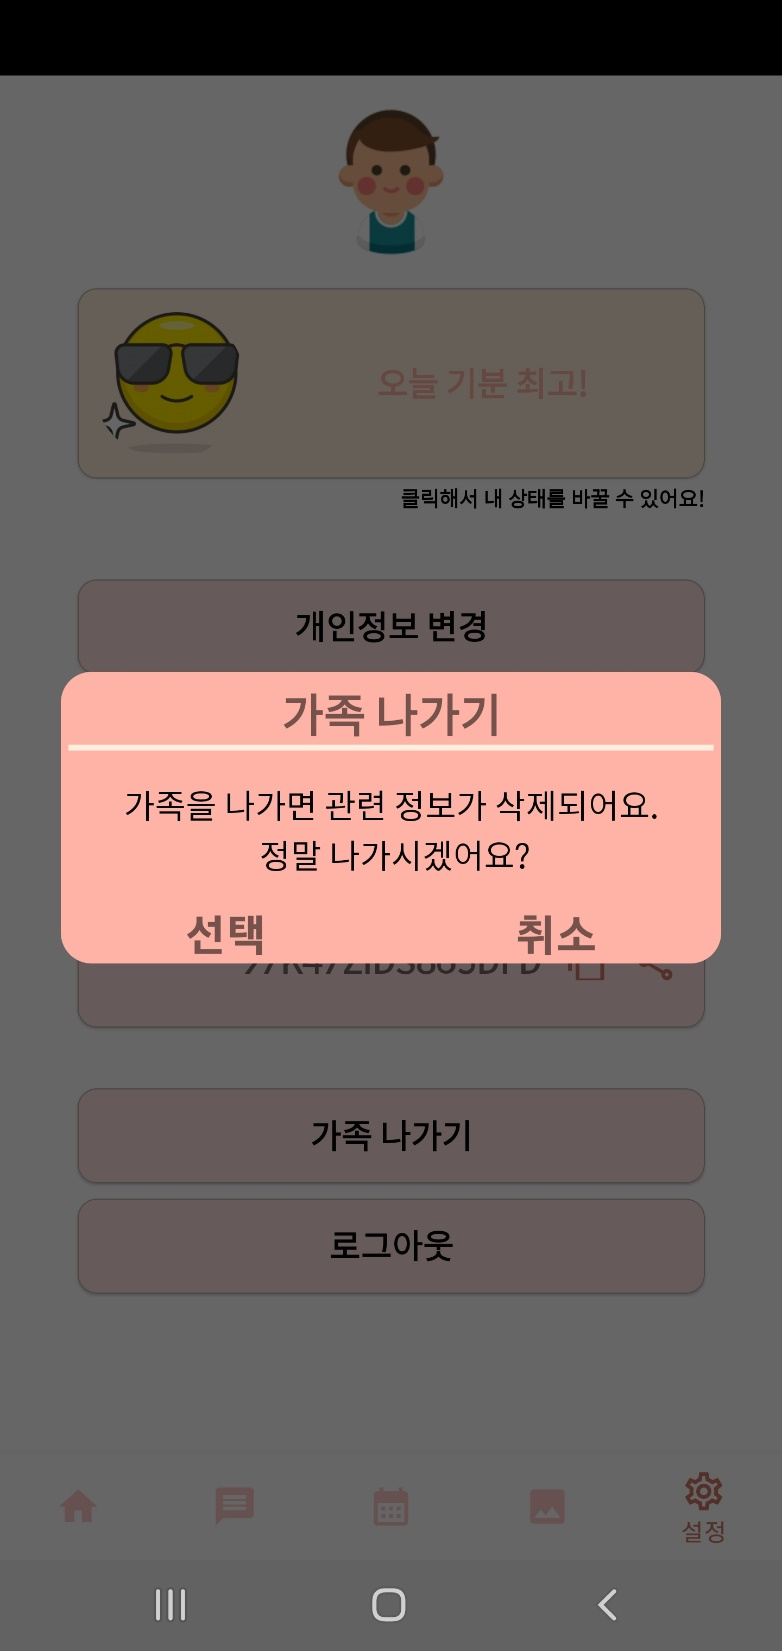 오늘 기분 최고!
클릭해서 내 상태를 바꿀 수 있어요!
개인정보 변경
가족 나가기
가족을 나가면 관련 정보가 삭제되어요.
정말 나가시겠어요?
선택 취소
가족 나가기
로그아웃
설정